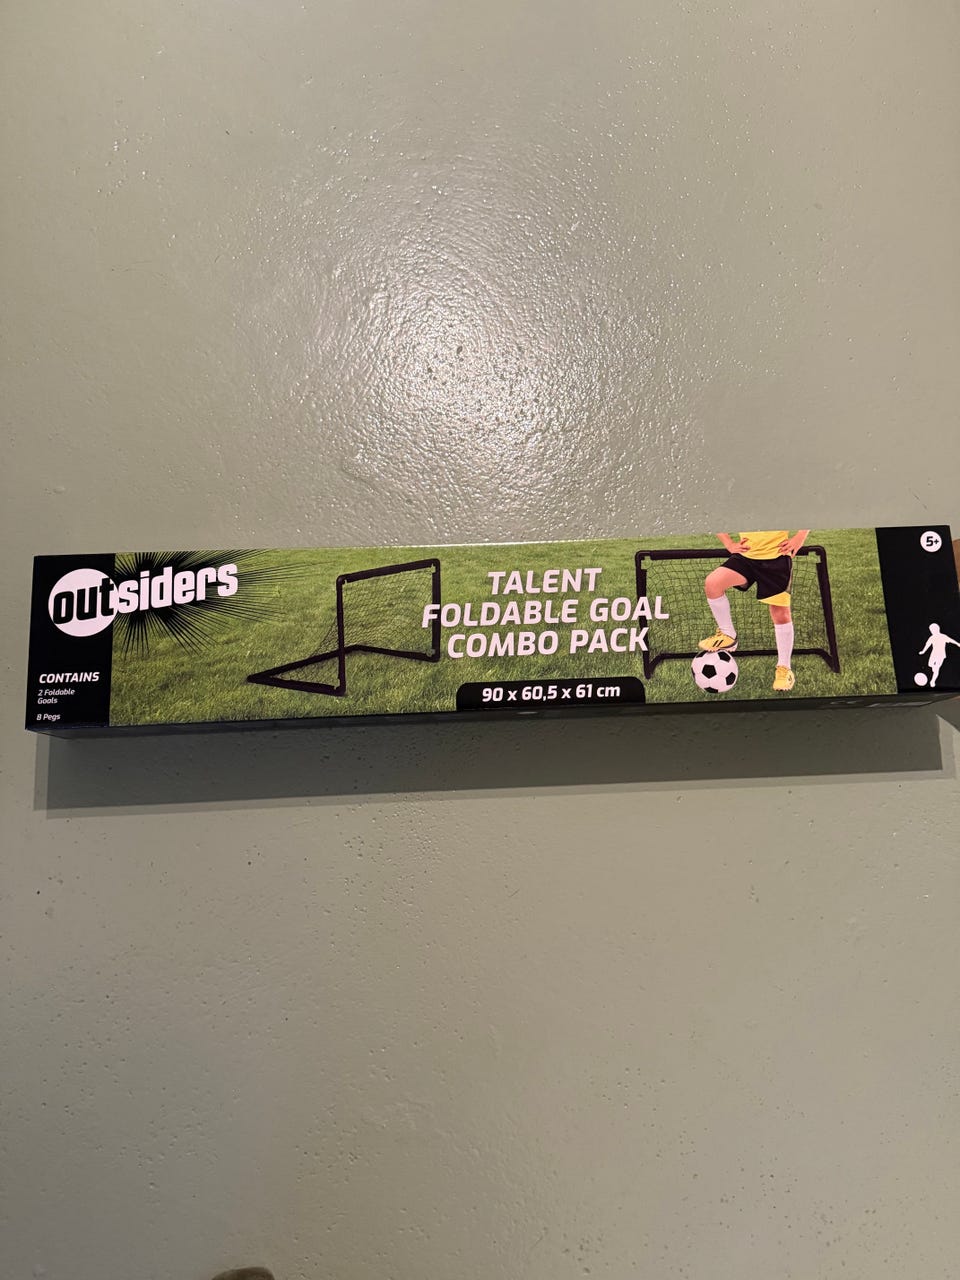 outsiders
TALENT
FOLDABLE GOAL
COMBO PACK
90 x 60,5 x 61 cm
CONTAINS
2 Foldable
Goals
8 Pegs
5+